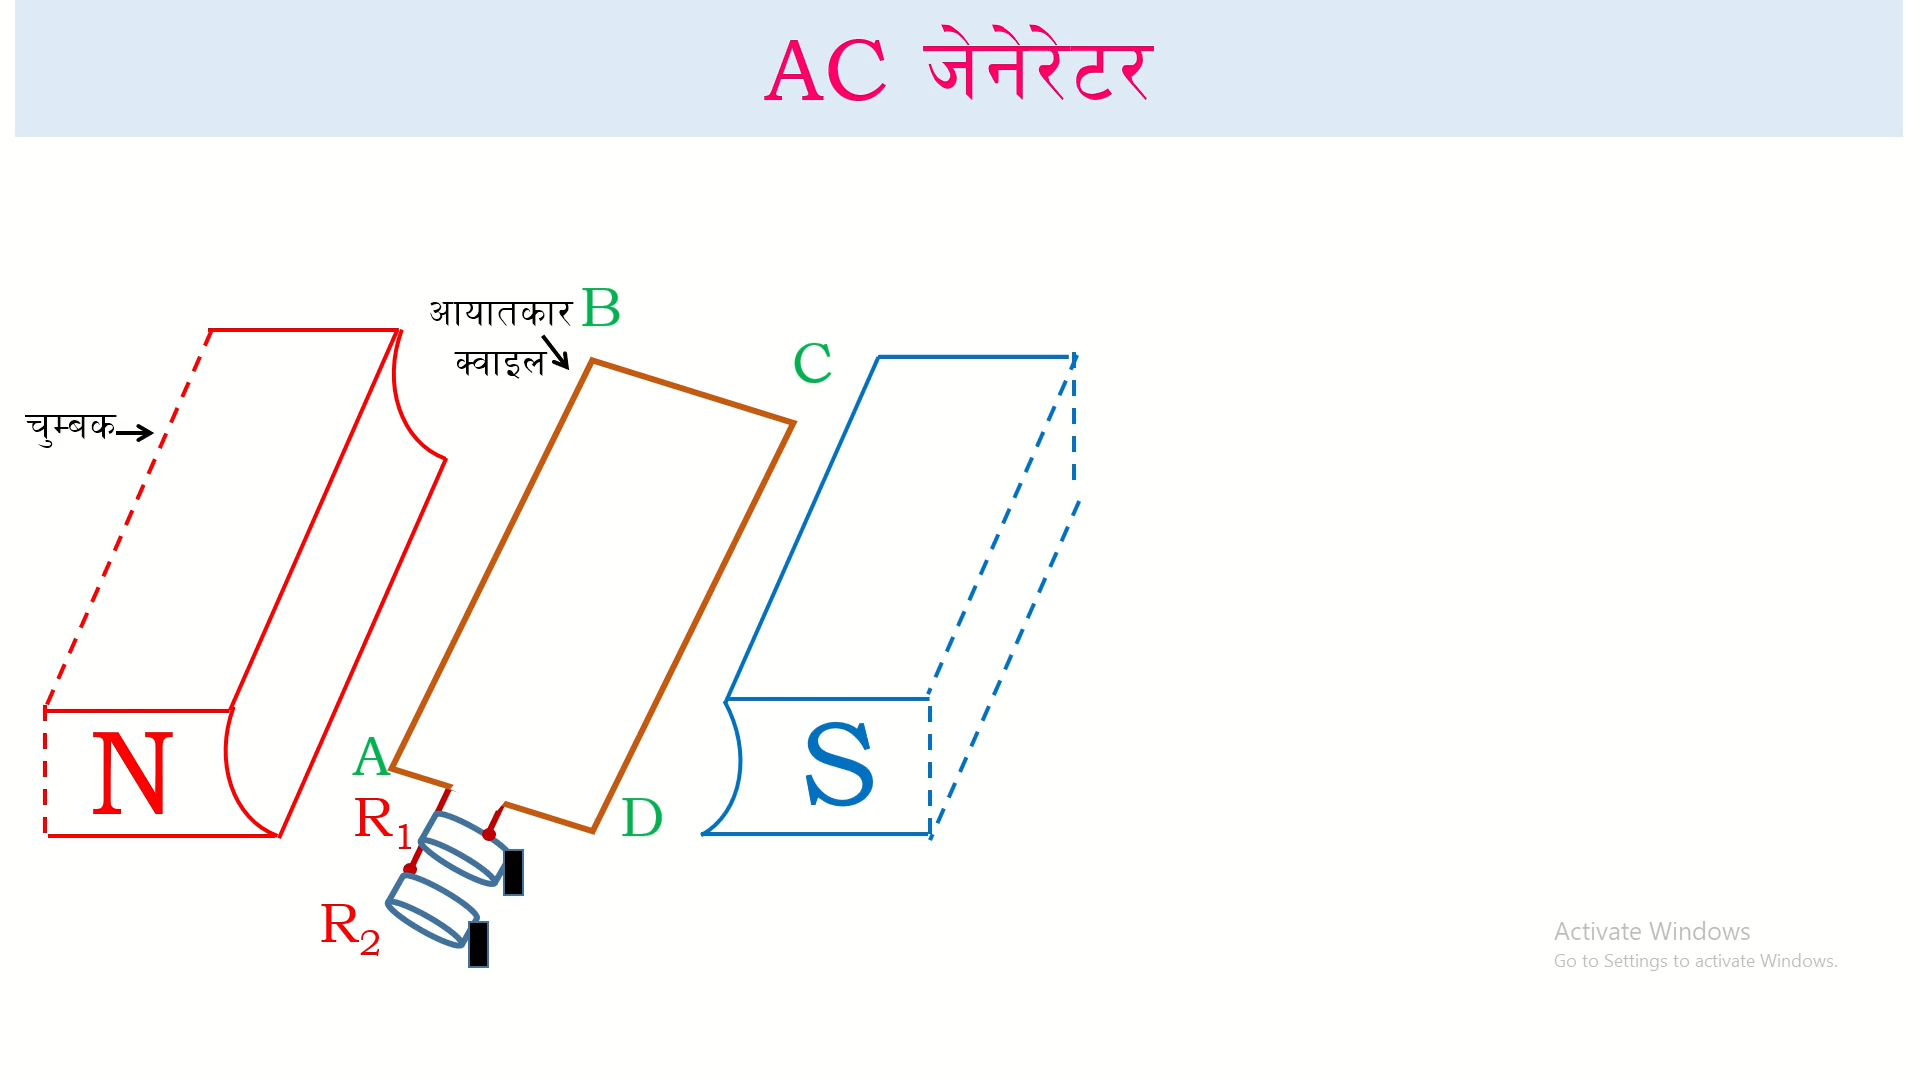 AC जेनेरेटर
आयातकार B
क्वाइल
C
चुम्बक
N
A
S
R1
D
R2
Activate Windows
Go to Settings to activate Windows.